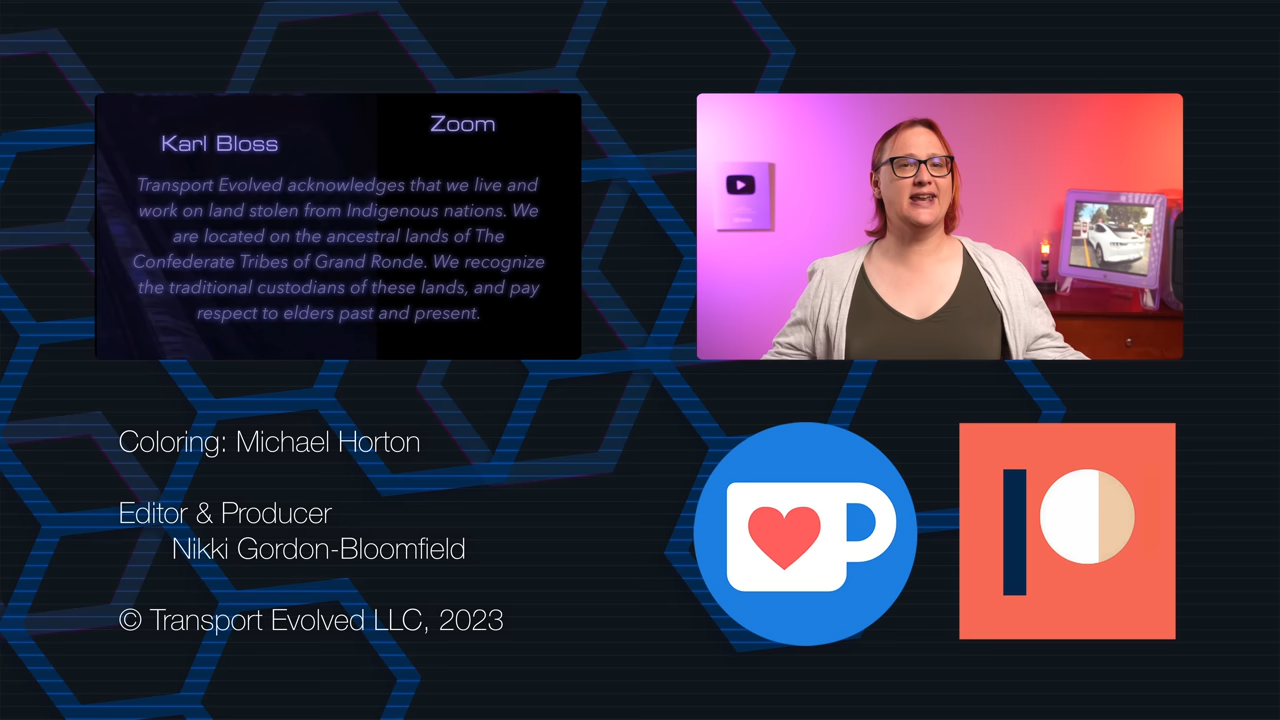 Karl Bloss
Zoom
Transport Evolved acknowledges that we live and
work on land stolen from Indigenous nations. We
are located on the ancestral lands of The
Confederate Tribes of Grand Ronde. We recognize
the traditional custodians of these lands, and pay
respect to elders past and present.
Coloring: Michael Horton
Editor & Producer
Nikki Gordon-Bloomfield
© Transport Evolved LLC, 2023